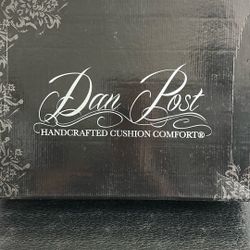 Dan Post
HANDCRAFTED CUSHION COMFORT®